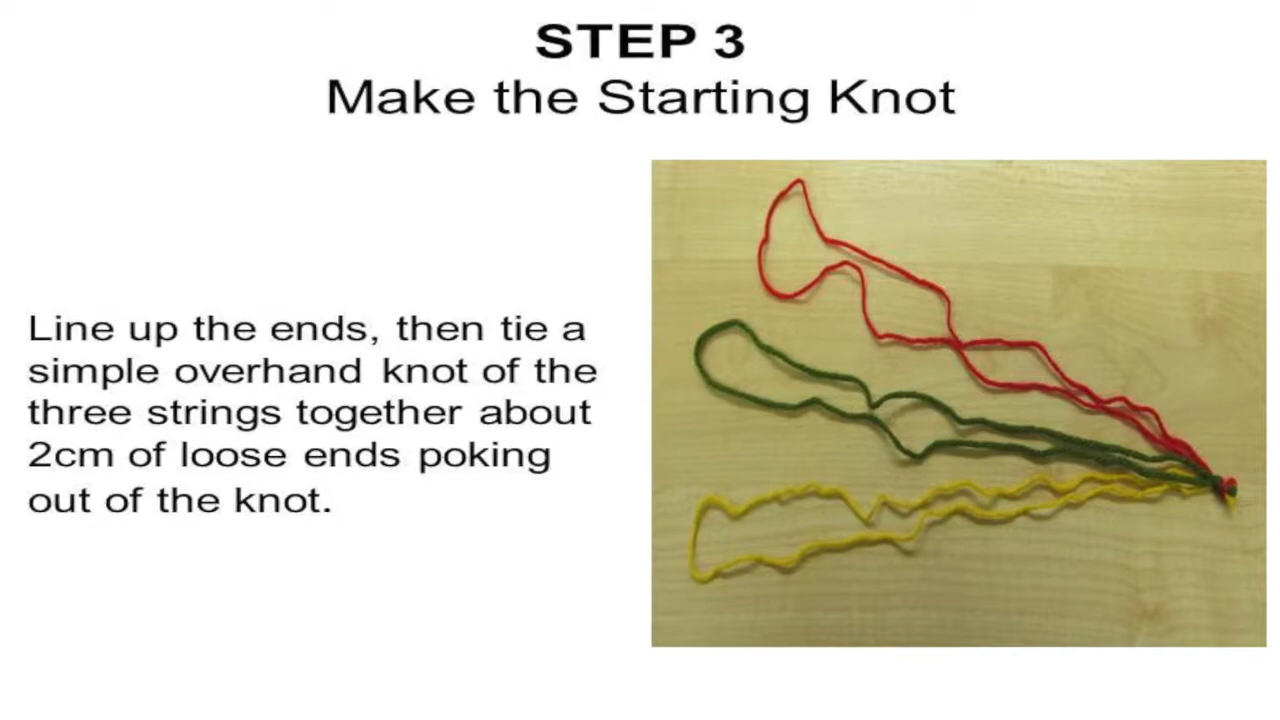 STEP 3
Make the Starting Knot
Line up the ends, then tie a
simple overhand knot of the
three strings together about
2cm of loose ends poking
out of the knot.